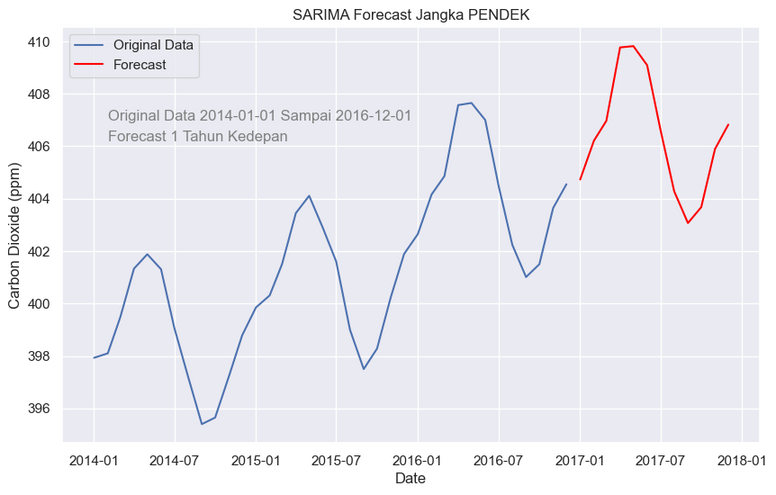 SARIMA Forecast Jangka PENDEK
Original Data
Forecast
Original Data 2014-01-01 Sampai 2016-12-01
Forecast 1 Tahun Kedepan
Carbon Dioxide (ppm)
410
408
406
404
402
400
398
396
2014-01 2014-07 2015-01 2015-07 2016-01 2016-07 2017-01 2017-07 2018-01
Date